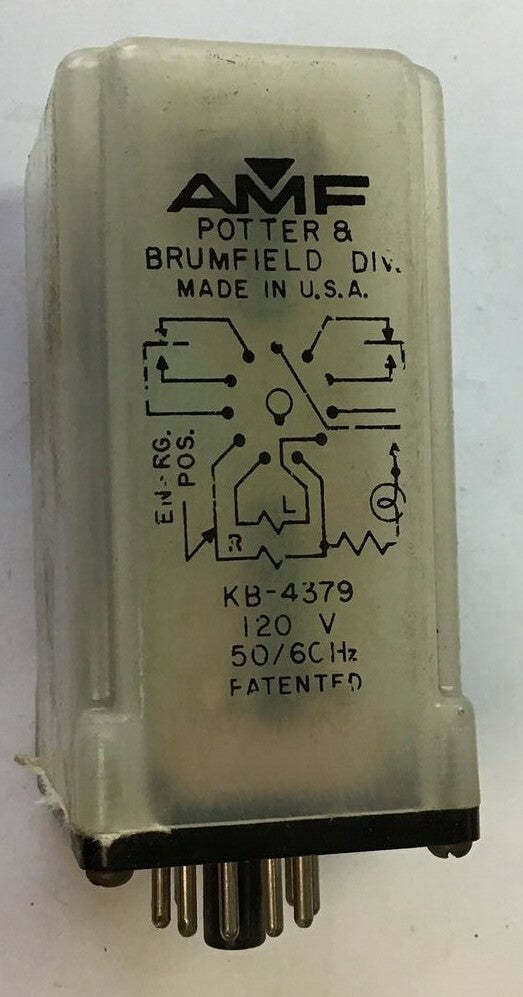 AMF
POTTER &
BRUMFIELD DIV.
MADE IN U.S.A.
EN-RG.
POS.
L
R
KB-4379
120 V
50/60Hz
PATENTED